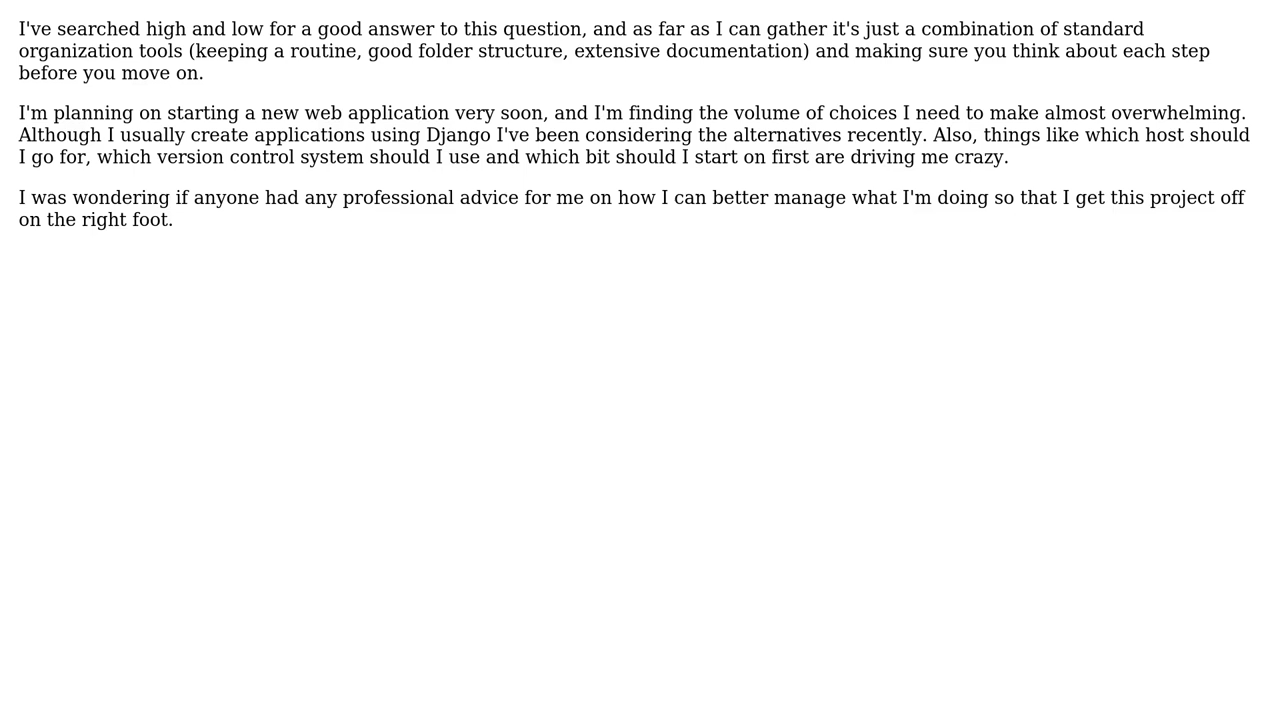 I've searched high and low for a good answer to this question, and as far as I can gather it's just a combination of standard
organization tools (keeping a routine, good folder structure, extensive documentation) and making sure you think about each step
before you move on.
I'm planning on starting a new web application very soon, and I'm finding the volume of choices I need to make almost overwhelming.
Although I usually create applications using Django I've been considering the alternatives recently. Also, things like which host should
I go for, which version control system should I use and which bit should I start on first are driving me crazy.
I was wondering if anyone had any professional advice for me on how I can better manage what I'm doing so that I get this project off
on the right foot.